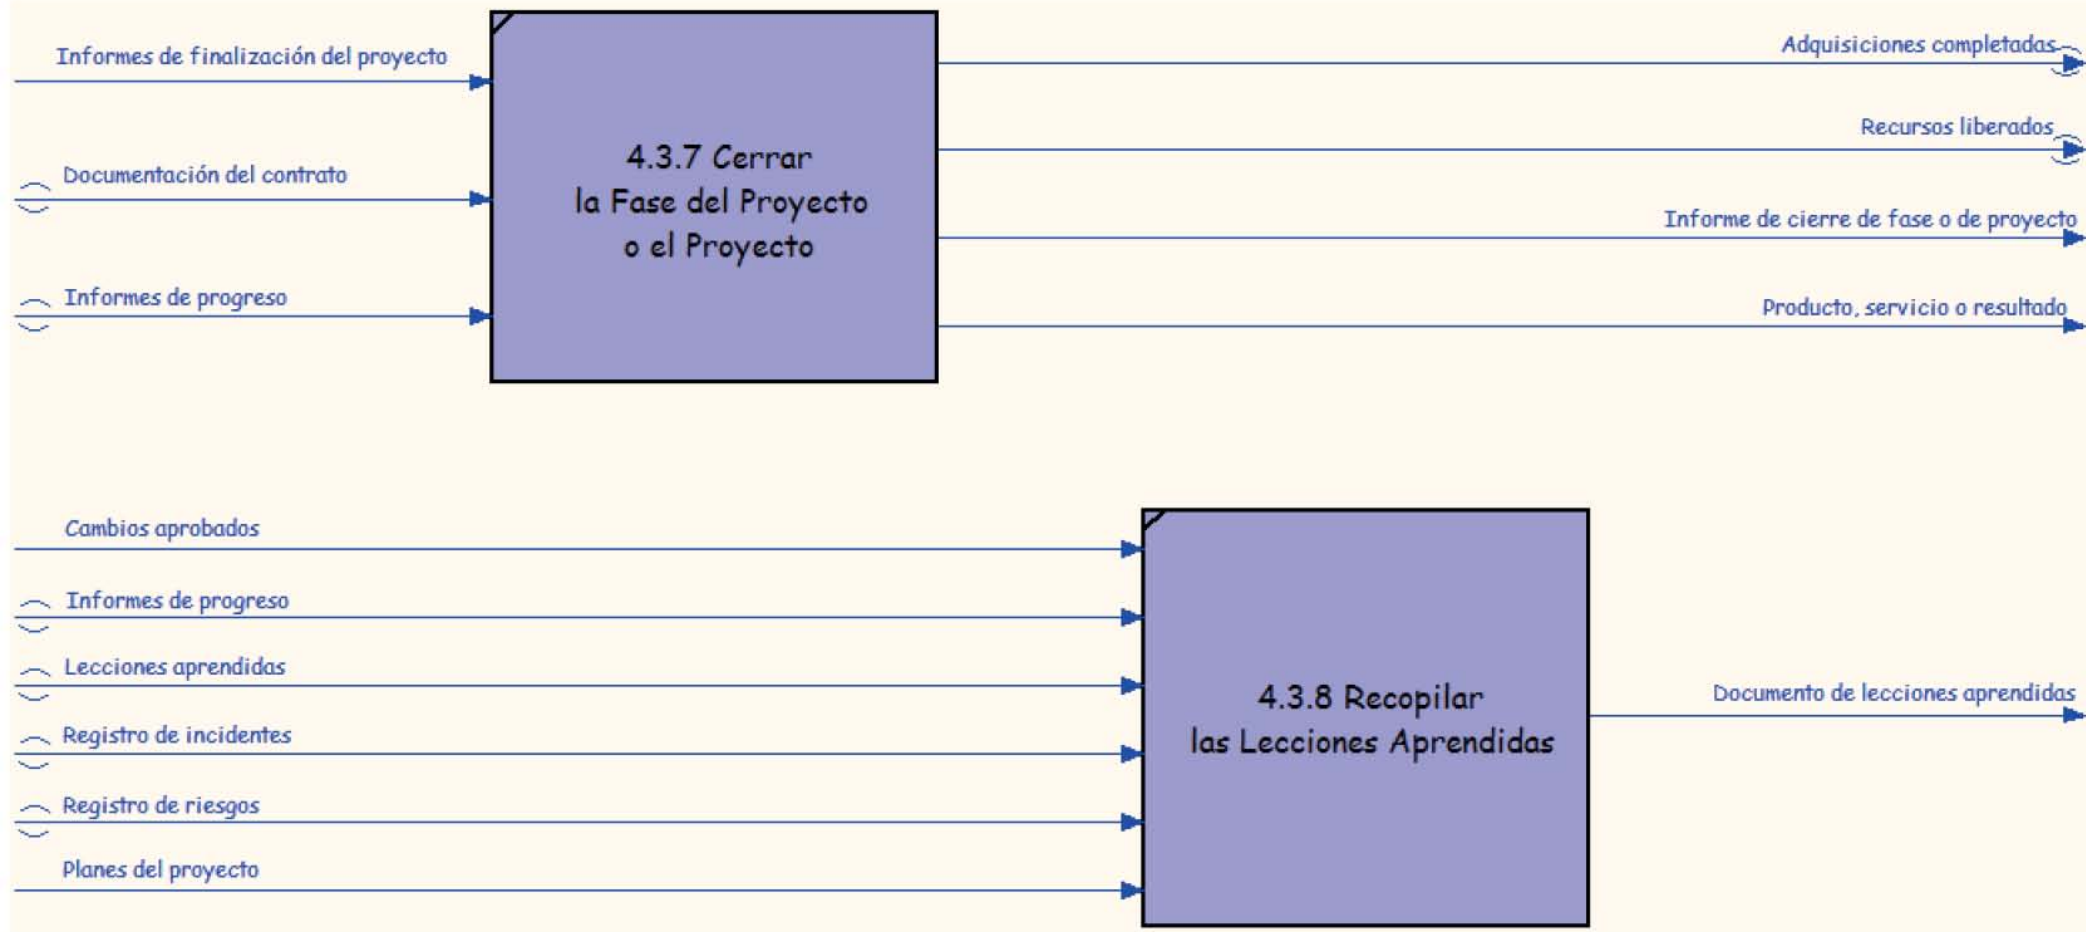 Informes de finalización del proyecto
Documentación del contrato
Informes de progreso
4.3.7 Cerrar
la Fase del Proyecto
o el Proyecto
Adquisiciones completadas
Recursos liberados
Informe de cierre de fase o de proyecto
Producto, servicio o resultado
Cambios aprobados
Informes de progreso
Lecciones aprendidas
Registro de incidentes
Registro de riesgos
Planes del proyecto
4.3.8 Recopilar
las Lecciones Aprendidas
Documento de lecciones aprendidas